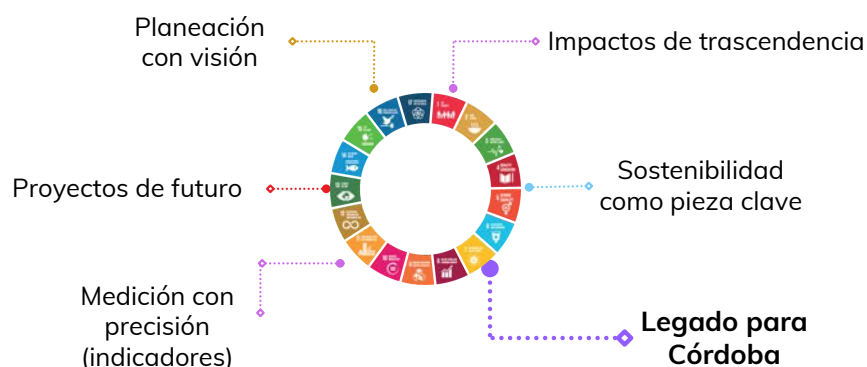 Planeación
con visión
Impactos de trascendencia
Proyectos de futuro
Sostenibilidad
como pieza clave
Medición con
precisión
(indicadores)
Legado para
Córdoba